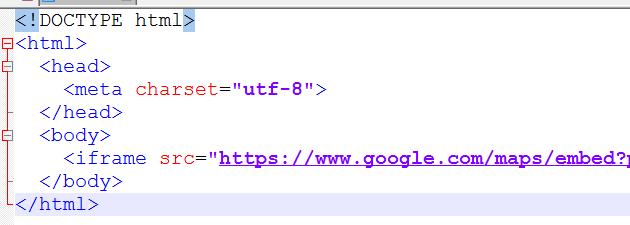 <!DOCTYPE html>
<html>
<head>
<meta charset="utf-8">
</head>
<body>
<iframe src="https://www.google.com/maps/embed?p
</body>
</html>